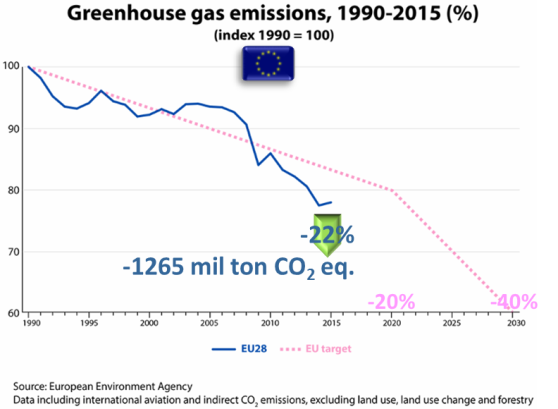 Greenhouse gas emissions, 1990-2015 (%)
(index 1990 = 100)
100
90
80
70
60
-22%
-1265 mil ton CO₂ eq.
-20%
-40%
1990
1995
2000
2005
2010
2015
2020
2025
2030
EU28
EU target
Source: European Environment Agency
Data including international aviation and indirect CO₂ emissions, excluding land use, land use change and forestry